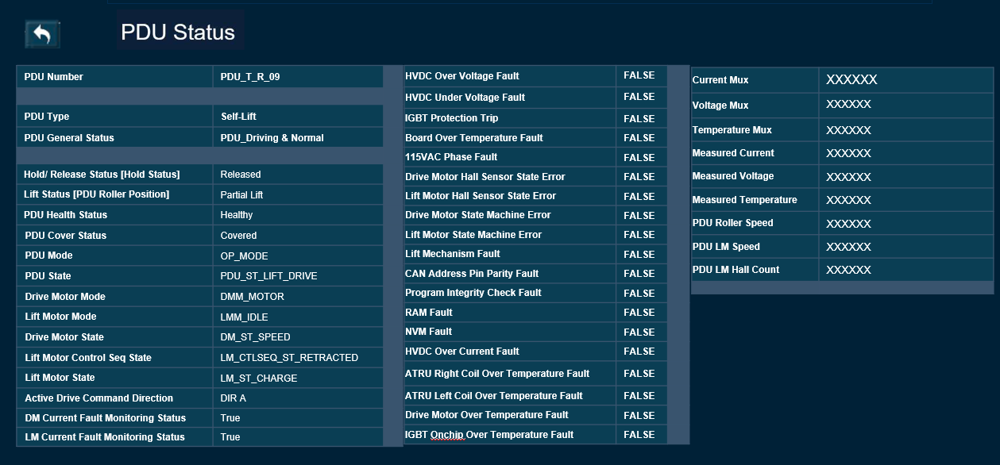 PDU Status
PDU Number PDU_T_R_09
PDU Type Self-Lift
PDU General Status PDU_Driving & Normal
Hold/ Release Status [Hold Status] Released
Lift Status [PDU Roller Position] Partial Lift
PDU Health Status Healthy
PDU Cover Status Covered
PDU Mode OP_MODE
PDU State PDU_ST_LIFT_DRIVE
Drive Motor Mode DMM_MOTOR
Lift Motor Mode LMM_IDLE
Drive Motor State DM_ST_SPEED
Lift Motor Control Seq State LM_CTLSEQ_ST_RETRACTED
Lift Motor State LM_ST_CHARGE
Active Drive Command Direction DIR A
DM Current Fault Monitoring Status True
LM Current Fault Monitoring Status True
HVDC Over Voltage Fault FALSE
HVDC Under Voltage Fault FALSE
IGBT Protection Trip FALSE
Board Over Temperature Fault FALSE
115VAC Phase Fault FALSE
Drive Motor Hall Sensor State Error FALSE
Lift Motor Hall Sensor State Error FALSE
Drive Motor State Machine Error FALSE
Lift Motor State Machine Error FALSE
Lift Mechanism Fault FALSE
CAN Address Pin Parity Fault FALSE
Program Integrity Check Fault FALSE
RAM Fault FALSE
NVM Fault FALSE
HVDC Over Current Fault FALSE
ATRU Right Coil Over Temperature Fault FALSE
ATRU Left Coil Over Temperature Fault FALSE
Drive Motor Over Temperature Fault FALSE
IGBT Onchip Over Temperature Fault FALSE
Current Mux XXXXXX
Voltage Mux XXXXXX
Temperature Mux XXXXXX
Measured Current XXXXXX
Measured Voltage XXXXXX
Measured Temperature XXXXXX
PDU Roller Speed XXXXXX
PDU LM Speed XXXXXX
PDU LM Hall Count XXXXXX